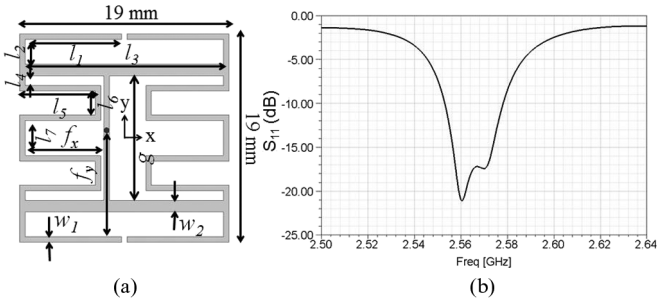 19 mm
l2
l1
l3
l4
l5
l6
y
x
l7
fx
g
fy
w1
w2
19 mm
(a)
0.00
-5.00
-10.00
-15.00
-20.00
-25.00
S11 (dB)
2.50 2.52 2.54 2.56 2.58 2.60 2.62 2.64
Freq [GHz]
(b)